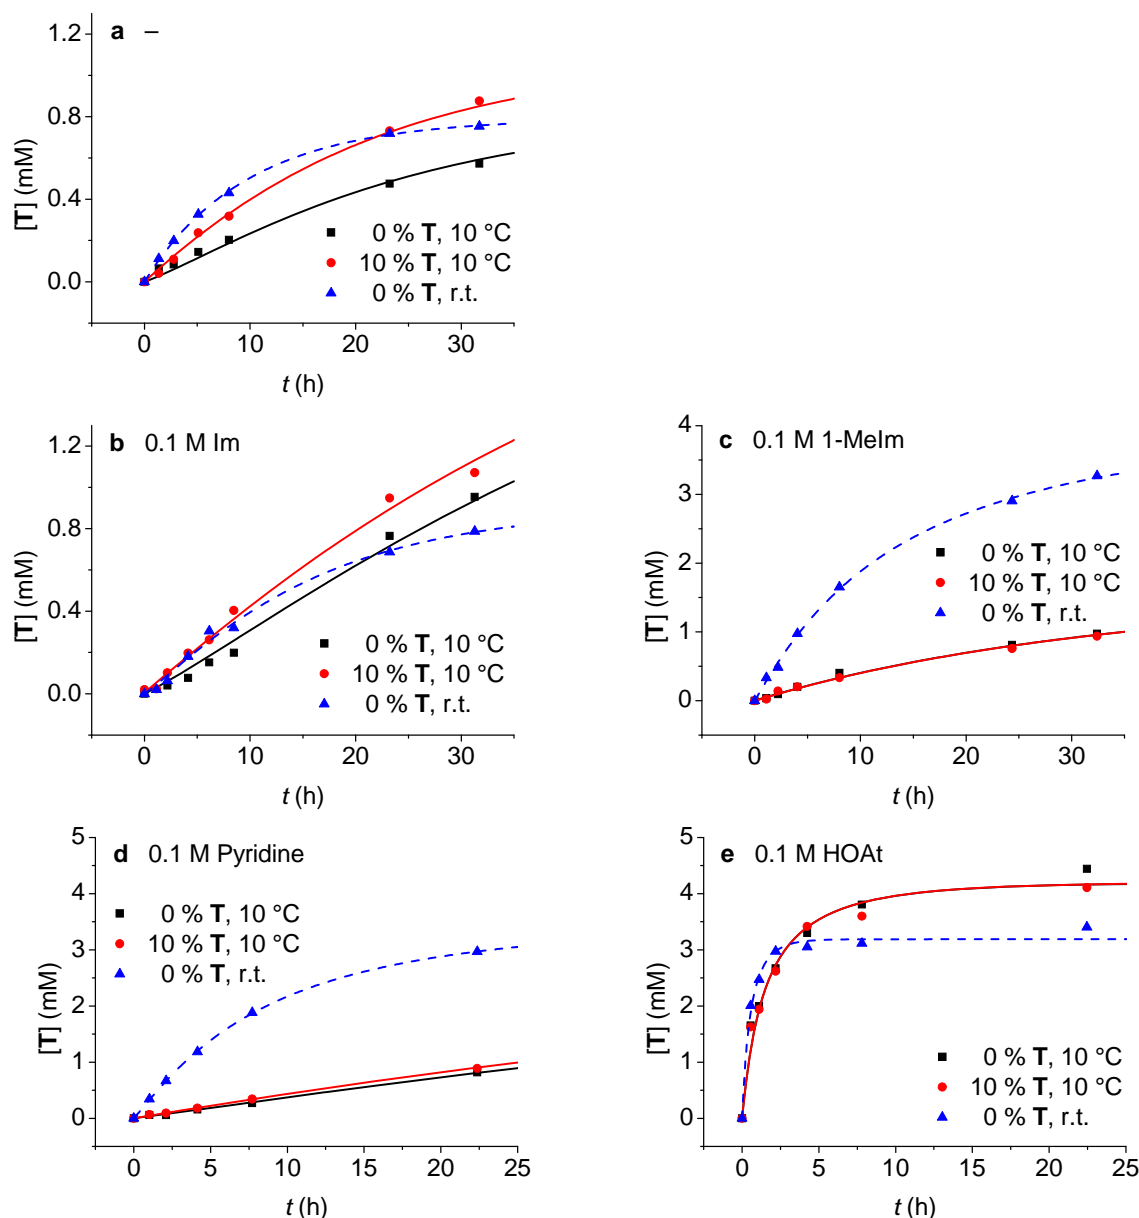 a –
1.2
0.8
0.4
0.0
[T] (mM)
0 % T, 10 °C
10 % T, 10 °C
0 % T, r.t.
0 10 20 30
t (h)
b 0.1 M Im
1.2
0.8
0.4
0.0
[T] (mM)
0 % T, 10 °C
10 % T, 10 °C
0 % T, r.t.
0 10 20 30
t (h)
c 0.1 M 1-MeIm
4
3
2
1
0
[T] (mM)
0 % T, 10 °C
10 % T, 10 °C
0 % T, r.t.
0 10 20 30
t (h)
d 0.1 M Pyridine
5
4
3
2
1
0
[T] (mM)
0 % T, 10 °C
10 % T, 10 °C
0 % T, r.t.
0 5 10 15 20 25
t (h)
e 0.1 M HOAt
5
4
3
2
1
0
[T] (mM)
0 % T, 10 °C
10 % T, 10 °C
0 % T, r.t.
0 5 10 15 20 25
t (h)